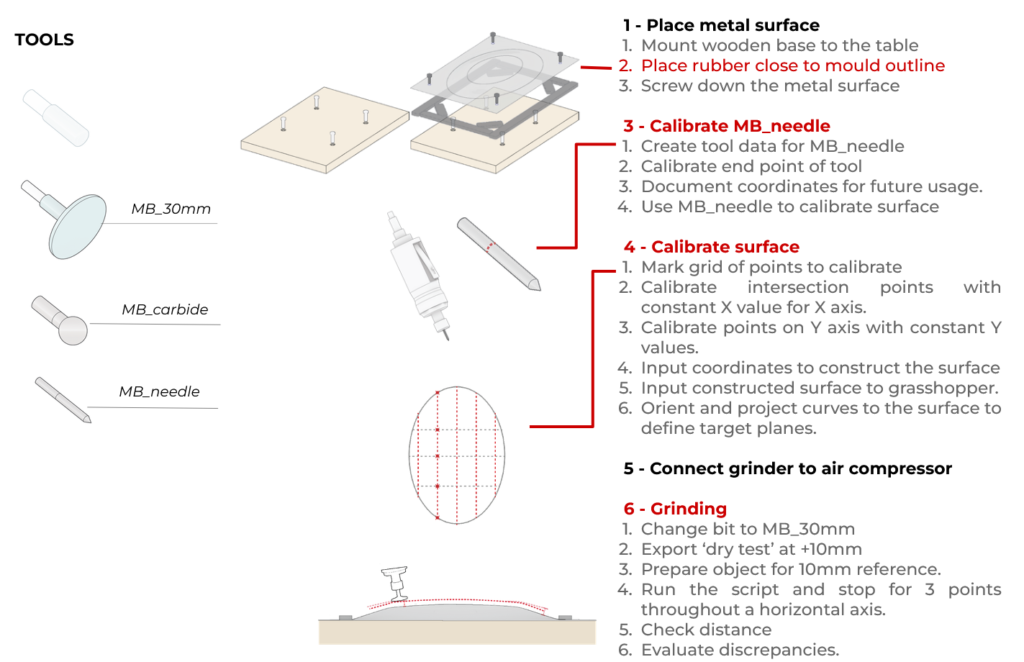 TOOLS
MB_30mm
MB_carbide
MB_needle
1 - Place metal surface
1. Mount wooden base to the table
2. Place rubber close to mould outline
3. Screw down the metal surface
3 - Calibrate MB_needle
1. Create tool data for MB_needle
2. Calibrate end point of tool
3. Document coordinates for future usage.
4. Use MB_needle to calibrate surface
4 - Calibrate surface
1. Mark grid of points to calibrate
2. Calibrate intersection points with
constant X value for X axis.
3. Calibrate points on Y axis with constant Y
values.
4. Input coordinates to construct the surface
5. Input constructed surface to grasshopper.
6. Orient and project curves to the surface to
define target planes.
5 - Connect grinder to air compressor
6 - Grinding
1. Change bit to MB_30mm
2. Export ‘dry test’ at +10mm
3. Prepare object for 10mm reference.
4. Run the script and stop for 3 points
throughout a horizontal axis.
5. Check distance
6. Evaluate discrepancies.